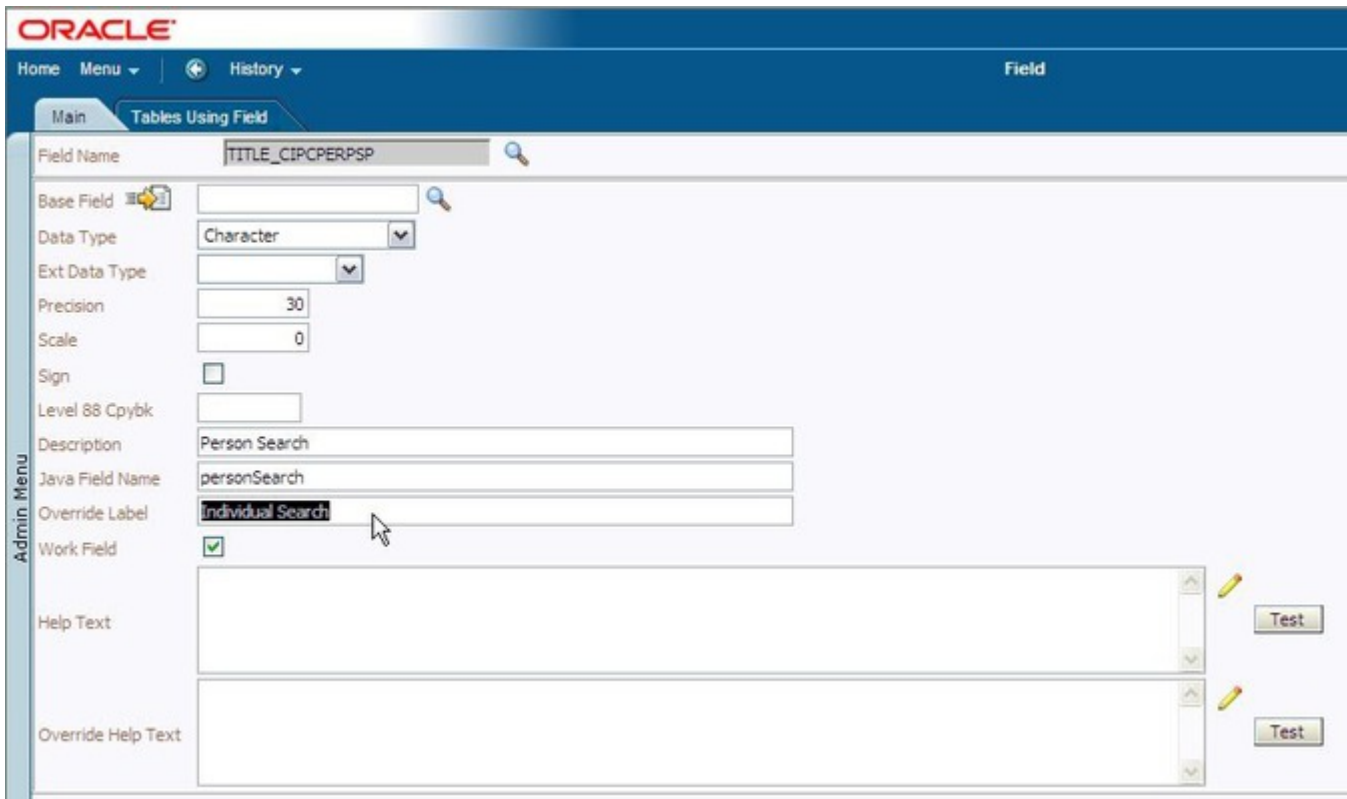 ORACLE
Home Menu History Field
Main Tables Using Field
Field Name TITLE_CIPCPERPSP
Base Field
Data Type Character
Ext Data Type
Precision 30
Scale 0
Sign
Level 88 Cpybk
Description Person Search
Java Field Name personSearch
Override Label Individual Search
Work Field
Help Text Test
Override Help Text Test
Admin Menu